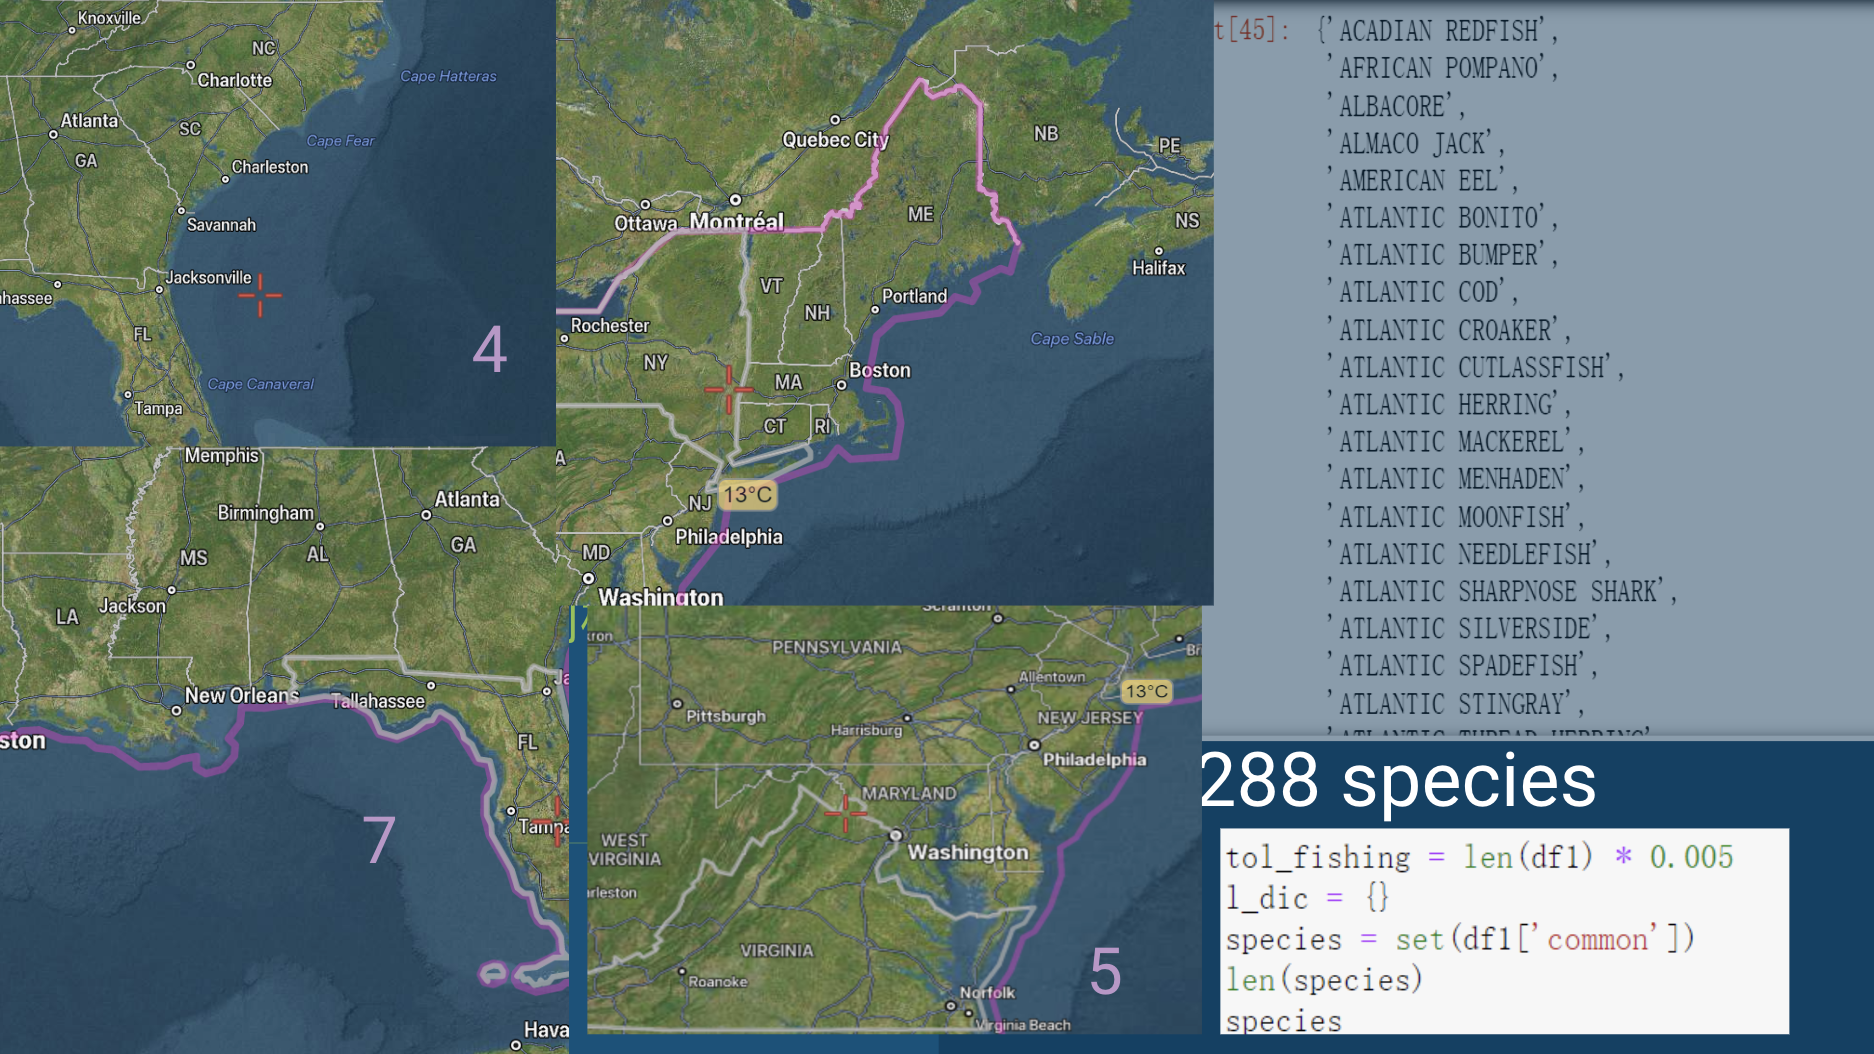 Knoxville
NC
Charlotte
Cape Hatteras
Atlanta
SC
Cape Fear
GA
Charleston
Savannah
Jacksonville
FL
4
Cape Canaveral
Tampa
Quebec City
NB
PE
Ottawa
Montréal
ME
NS
Halifax
VT
NH
Portland
Rochester
Cape Sable
NY
Boston
MA
CT
RI
NJ
13°C
Philadelphia
MD
Washington
Memphis
Atlanta
Birmingham
MS
AL
GA
Jackson
LA
New Orleans
Tallahassee
FL
Tampa
7
PENNSYLVANIA
Allentown
13°C
Pittsburgh
Harrisburg
NEW JERSEY
Philadelphia
MARYLAND
WEST
VIRGINIA
Washington
VIRGINIA
Roanoke
Norfolk
Virginia Beach
5
t[45]: {'ACADIAN REDFISH',
'AFRICAN POMPANO',
'ALBACORE',
'ALMACO JACK',
'AMERICAN EEL',
'ATLANTIC BONITO',
'ATLANTIC BUMPER',
'ATLANTIC COD',
'ATLANTIC CROAKER',
'ATLANTIC CUTLASSFISH',
'ATLANTIC HERRING',
'ATLANTIC MACKEREL',
'ATLANTIC MENHADEN',
'ATLANTIC MOONFISH',
'ATLANTIC NEEDLEFISH',
'ATLANTIC SHARPNOSE SHARK',
'ATLANTIC SILVERSIDE',
'ATLANTIC SPADEFISH',
'ATLANTIC STINGRAY',
288 species
tol_fishing = len(df1) * 0.005
l_dic = {}
species = set(df1['common'])
len(species)
species